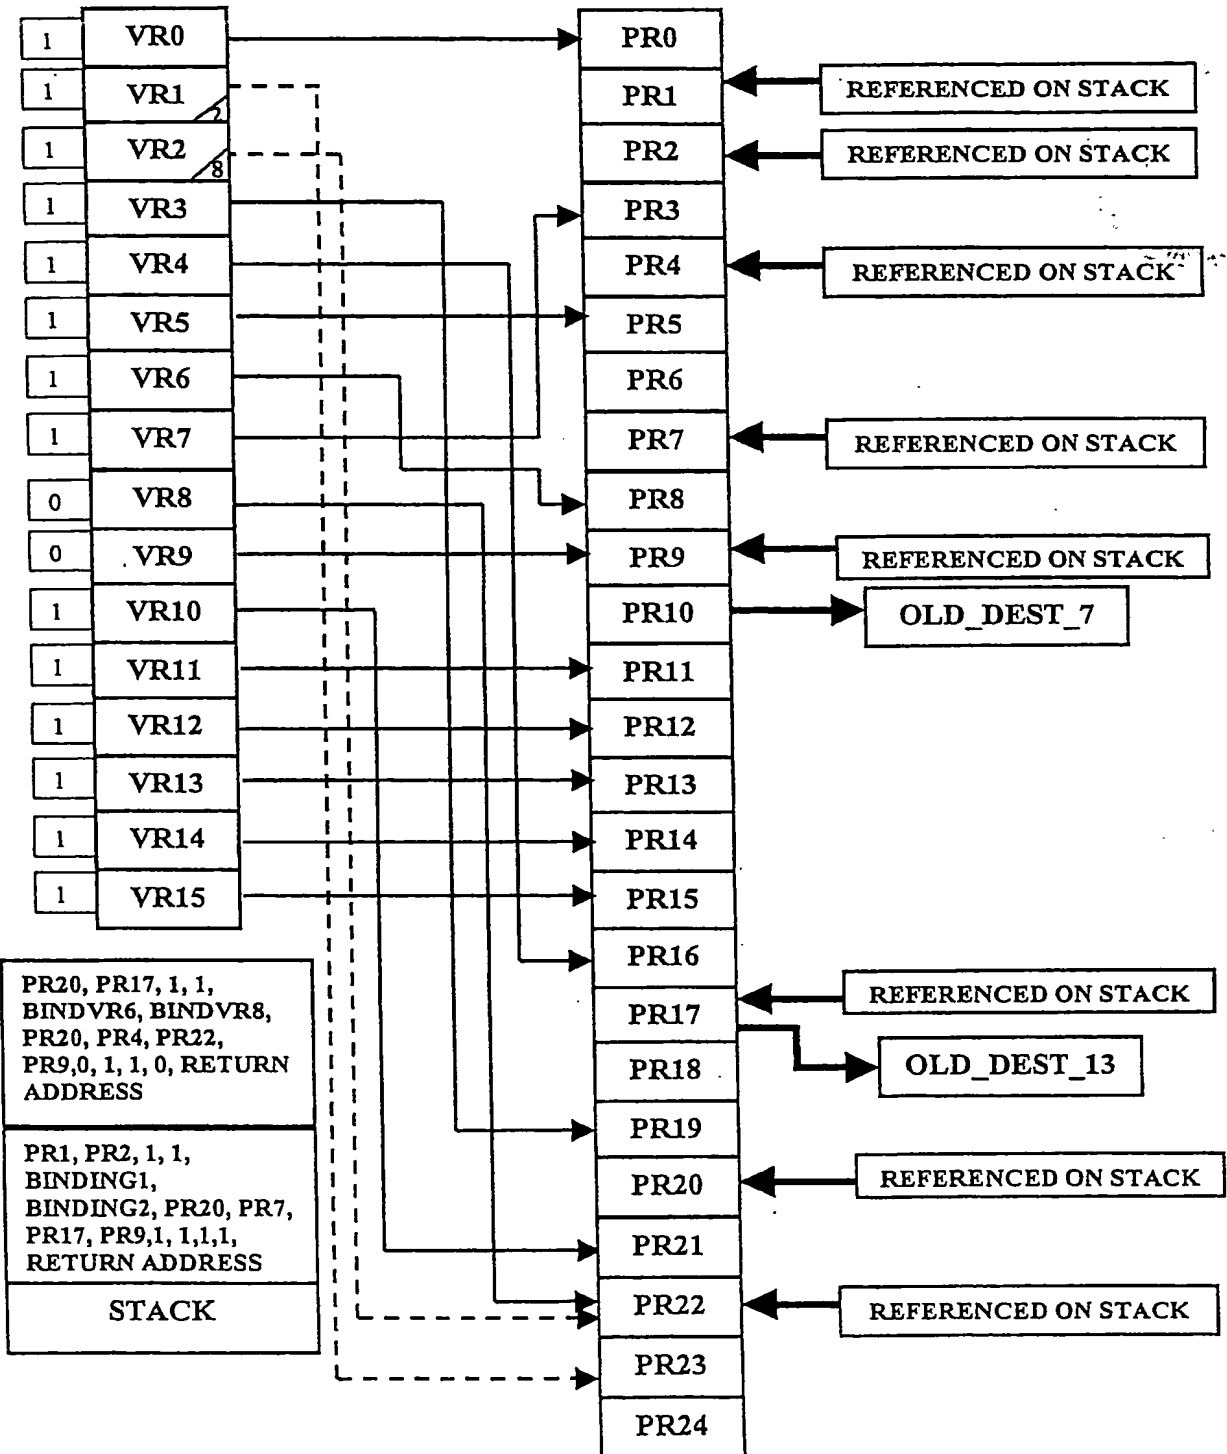 1 VR0
1 VR1
2
1 VR2
8
1 VR3
1 VR4
1 VR5
1 VR6
1 VR7
0 VR8
0 VR9
1 VR10
1 VR11
1 VR12
1 VR13
1 VR14
1 VR15
PR20, PR17, 1, 1,
BINDVR6, BINDVR8,
PR20, PR4, PR22,
PR9,0, 1, 1, 0, RETURN
ADDRESS
PR1, PR2, 1, 1,
BINDING1,
BINDING2, PR20, PR7,
PR17, PR9,1, 1,1,1,
RETURN ADDRESS
STACK
PR0
PR1
PR2
PR3
PR4
PR5
PR6
PR7
PR8
PR9
PR10
PR11
PR12
PR13
PR14
PR15
PR16
PR17
PR18
PR19
PR20
PR21
PR22
PR23
PR24
REFERENCED ON STACK
REFERENCED ON STACK
REFERENCED ON STACK
REFERENCED ON STACK
REFERENCED ON STACK
OLD_DEST_7
REFERENCED ON STACK
OLD_DEST_13
REFERENCED ON STACK
REFERENCED ON STACK